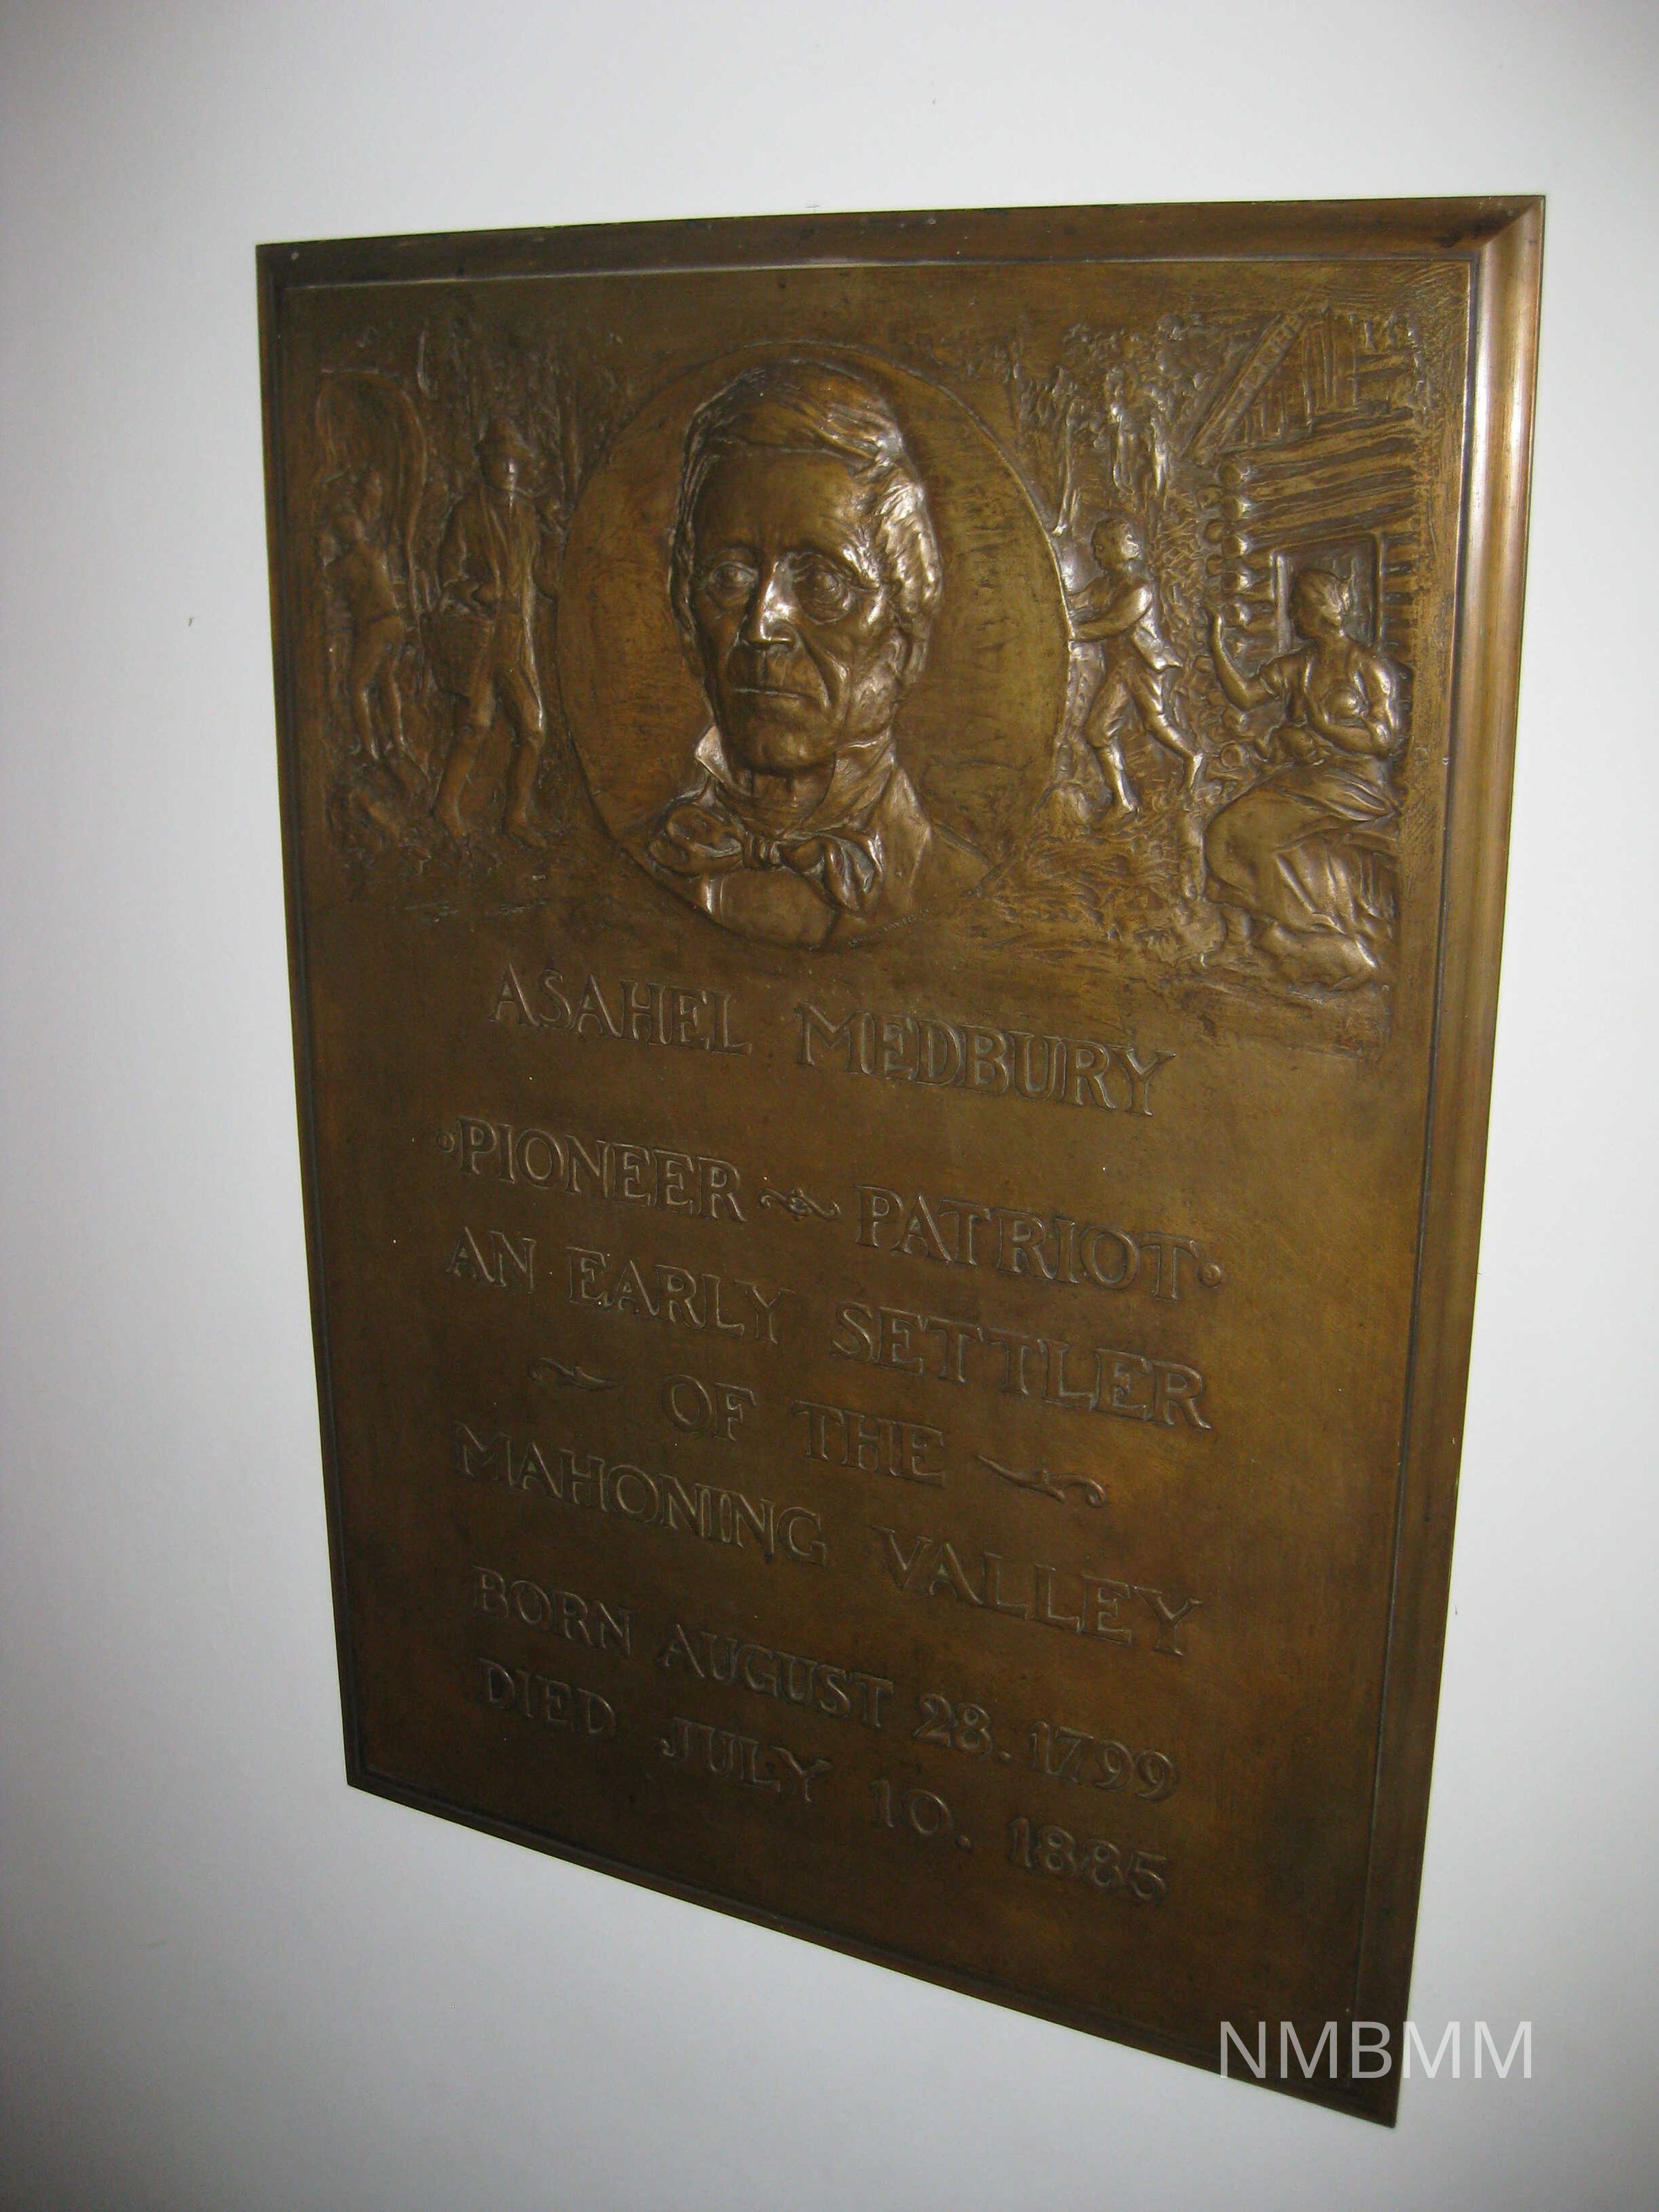 ASAHEL MEDBURY
·PIONEER ~ PATRIOT·
AN EARLY SETTLER
~ OF THE ~
MAHONING VALLEY
BORN AUGUST 28. 1799
DIED JULY 10. 1885
NMBMM